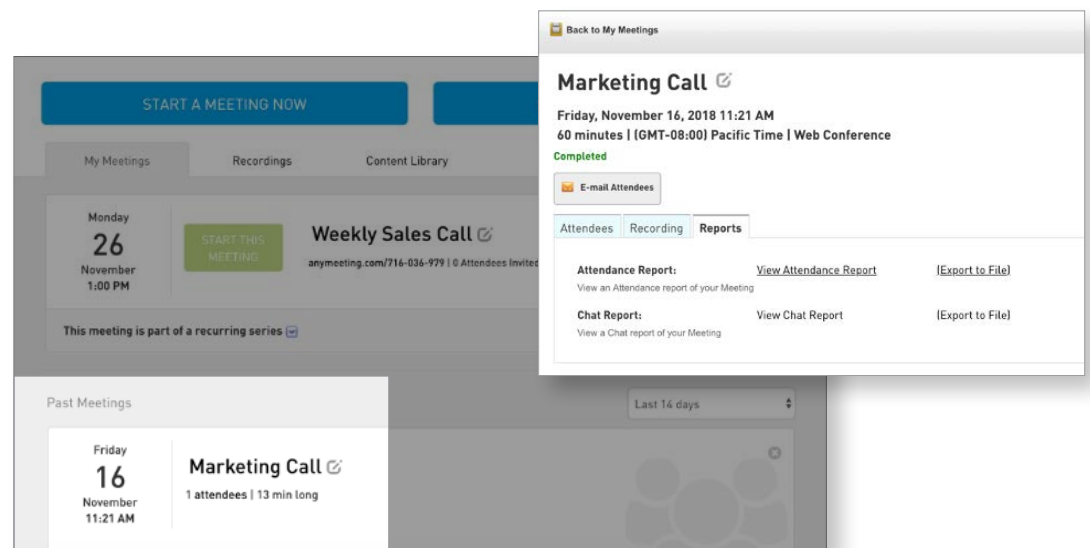 Back to My Meetings
Marketing Call
Friday, November 16, 2018 11:21 AM
60 minutes | (GMT-08:00) Pacific Time | Web Conference
Completed
E-mail Attendees
Attendees Recording Reports
Attendance Report: View Attendance Report (Export to File)
View an Attendance report of your Meeting
Chat Report: View Chat Report (Export to File)
View a Chat report of your Meeting
START A MEETING NOW
My Meetings Recordings Content Library
Monday
26
November
1:00 PM
START THIS
MEETING
Weekly Sales Call
anymeeting.com/716-036-979 | 0 Attendees Invited
This meeting is part of a recurring series
Past Meetings
Last 14 days
Friday
16
November
11:21 AM
Marketing Call
1 attendees | 13 min long